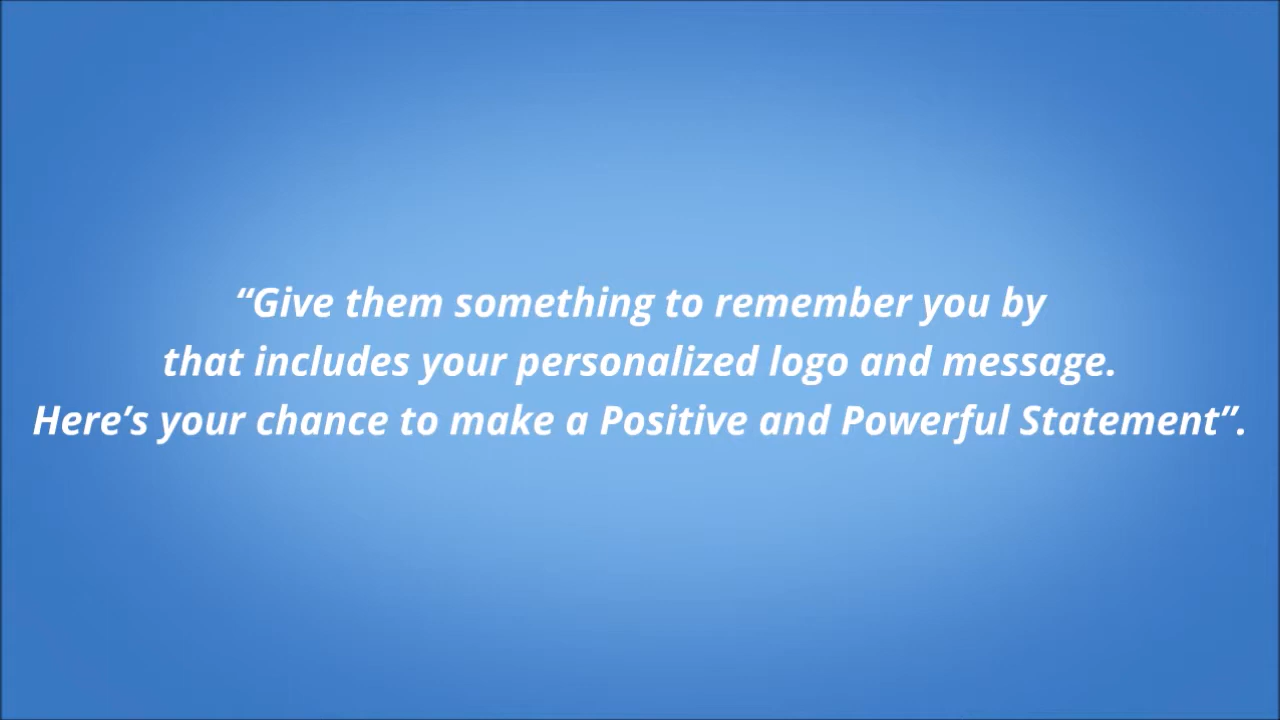 “Give them something to remember you by
that includes your personalized logo and message.
Here’s your chance to make a Positive and Powerful Statement”.